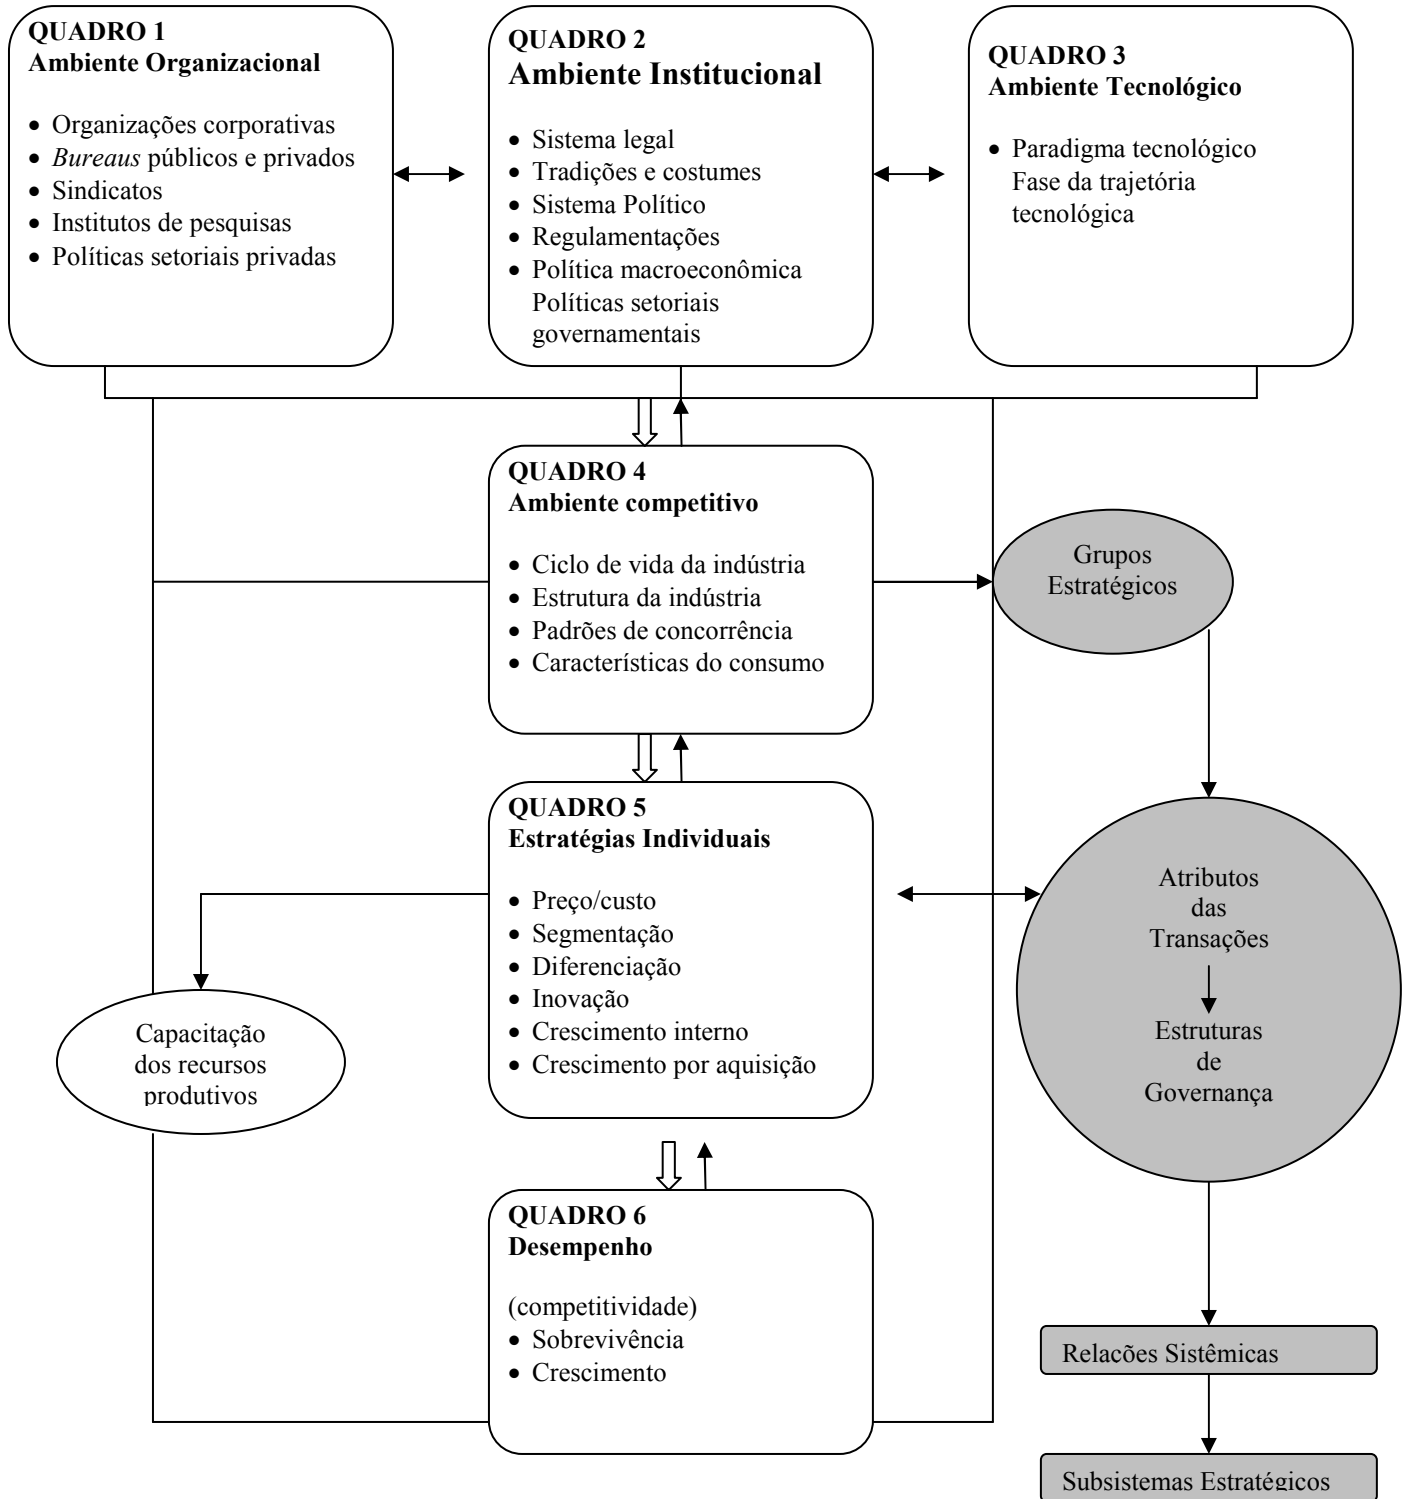 QUADRO 1
Ambiente Organizacional
• Organizações corporativas
• Bureaus públicos e privados
• Sindicatos
• Institutos de pesquisas
• Políticas setoriais privadas
QUADRO 2
Ambiente Institucional
• Sistema legal
• Tradições e costumes
• Sistema Político
• Regulamentações
• Política macroeconômica
Políticas setoriais
governamentais
QUADRO 3
Ambiente Tecnológico
• Paradigma tecnológico
Fase da trajetória
tecnológica
QUADRO 4
Ambiente competitivo
• Ciclo de vida da indústria
• Estrutura da indústria
• Padrões de concorrência
• Características do consumo
Grupos
Estratégicos
QUADRO 5
Estratégias Individuais
• Preço/custo
• Segmentação
• Diferenciação
• Inovação
• Crescimento interno
• Crescimento por aquisição
Atributos
das
Transações
Estruturas
de
Governança
Capacitação
dos recursos
produtivos
QUADRO 6
Desempenho
(competitividade)
• Sobrevivência
• Crescimento
Relacões Sistêmicas
Subsistemas Estratégicos